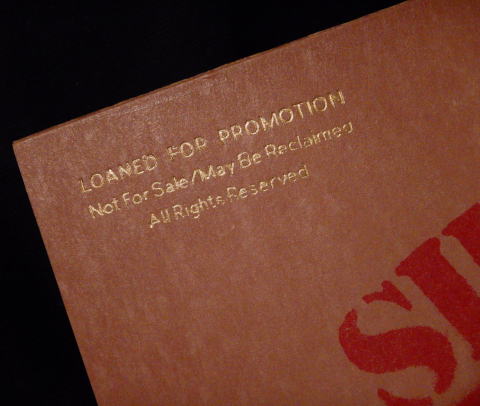 LOANED FOR PROMOTION
Not For Sale/May Be Reclaimed
All Rights Reserved